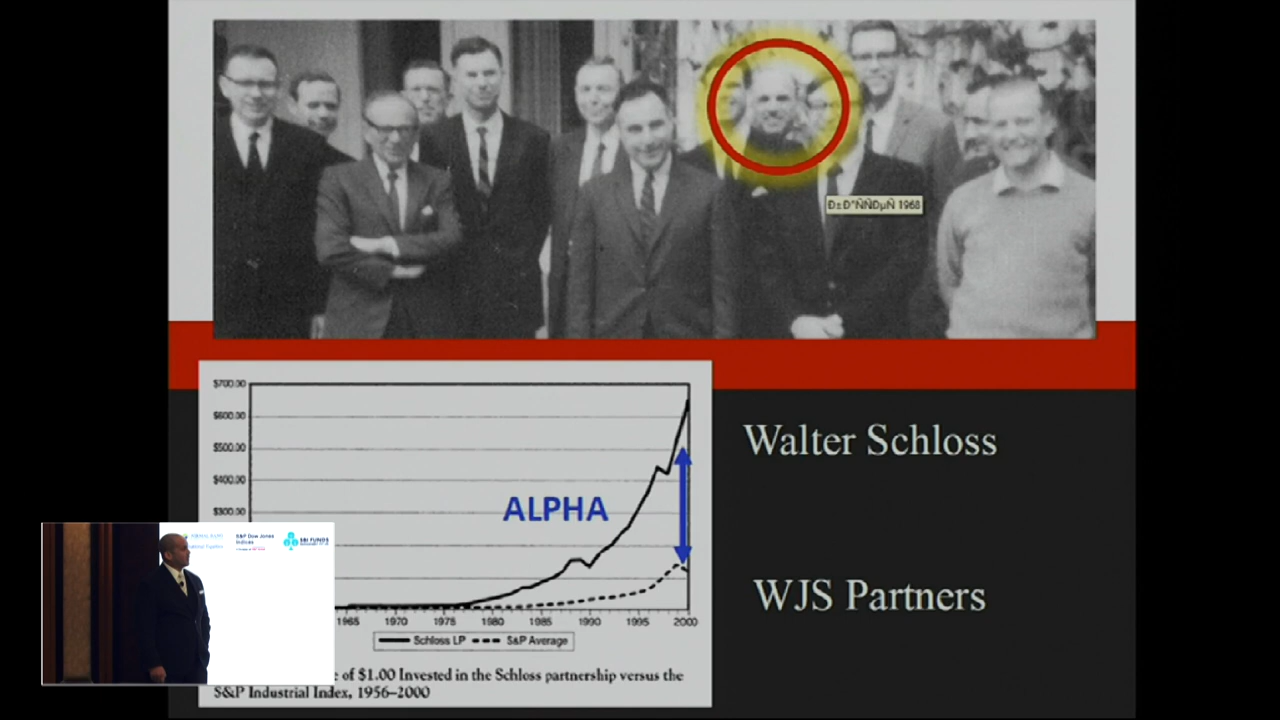 Ð±Ð°ÑÑÐµÑ 1968
$700.00
$600.00
$500.00
$400.00
$300.00
ALPHA
1965 1970 1975 1980 1985 1990 1995 2000
Schloss LP S&P Average
e of $1.00 Invested in the Schloss partnership versus the
S&P Industrial Index, 1956–2000
Walter Schloss
WJS Partners
S&P Dow Jones
Indices
SBI FUNDS